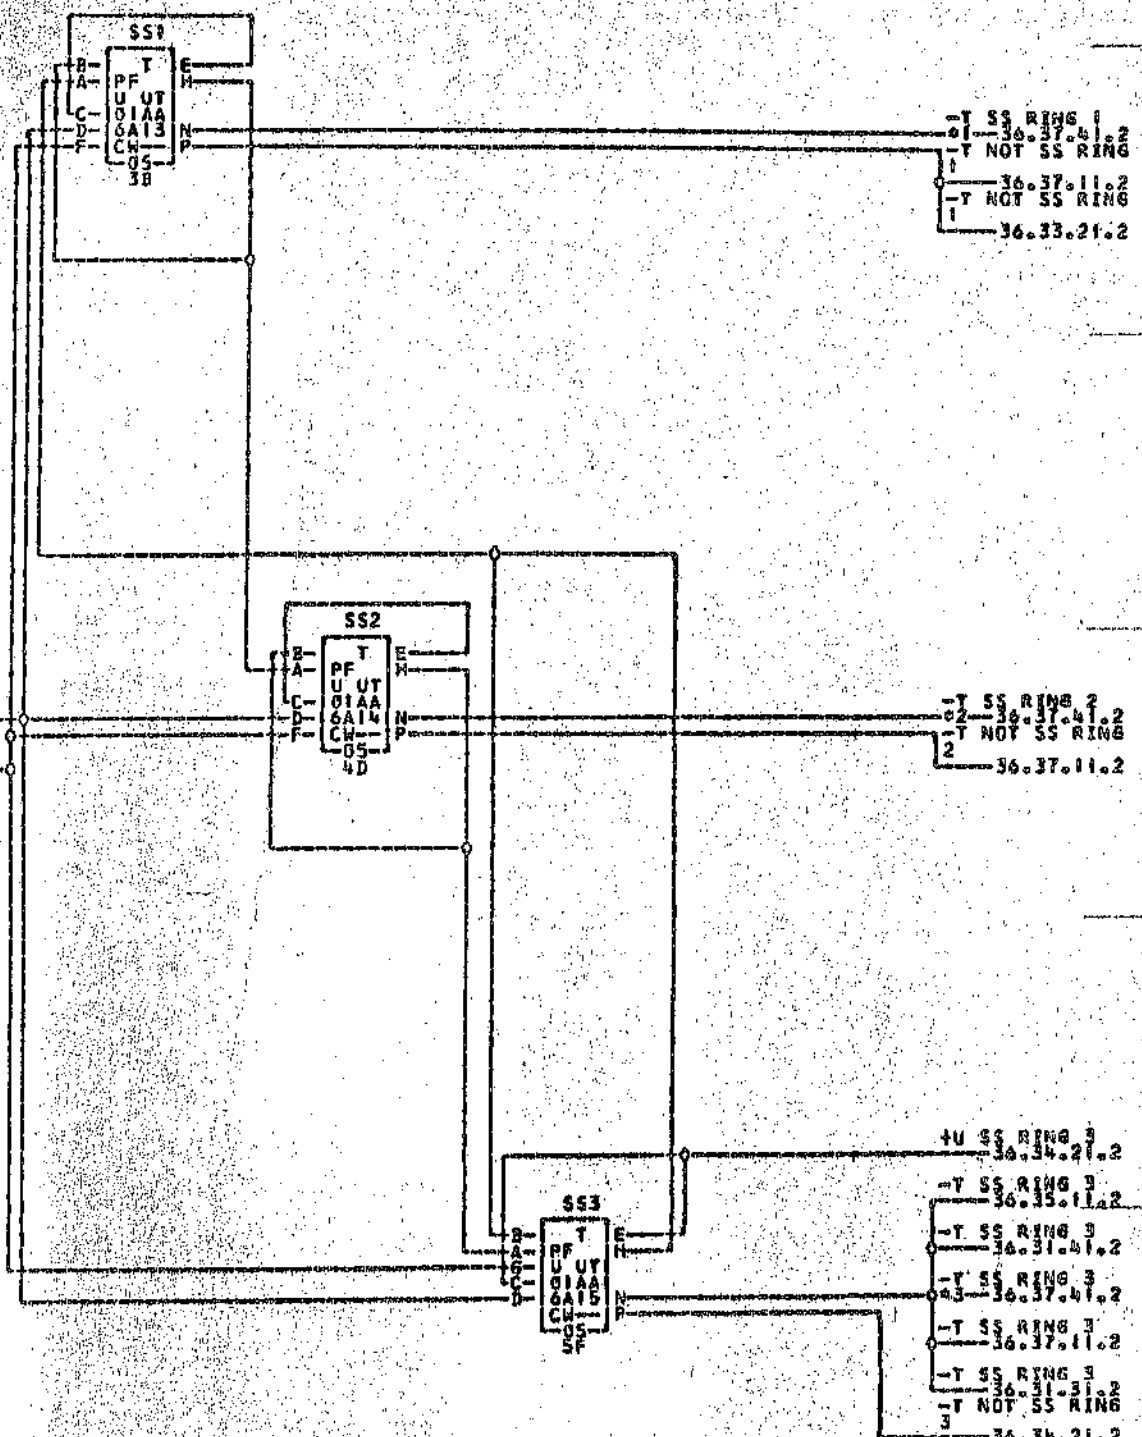 SS1
B- T E
A- PF H
U UT
C- 01AA
D- 6A13 N
F- CW-- P
-05-
3B
-T SS RING 1
01-36.37.41.2
-T NOT SS RING
1
36.37.11.2
-T NOT SS RING
1
36.33.21.2
SS2
B- T E
A- PF H
U UT
C- 01AA
D- 6A14 N
F- CW-- P
-05-
4D
-T SS RING 2
02-36.37.41.2
-T NOT SS RING
2
36.37.11.2
+U SS RING 3
36.34.21.2
-T SS RING 3
36.35.11.2
SS3
B- T E
A- PF H
G- U UT
C- 01AA
D- 6A15 N
CW-- P
-05-
5F
-T SS RING 3
36.31.41.2
-T SS RING 3
03-36.37.41.2
-T SS RING 3
36.37.11.2
-T SS RING 3
36.31.31.2
-T NOT SS RING
3